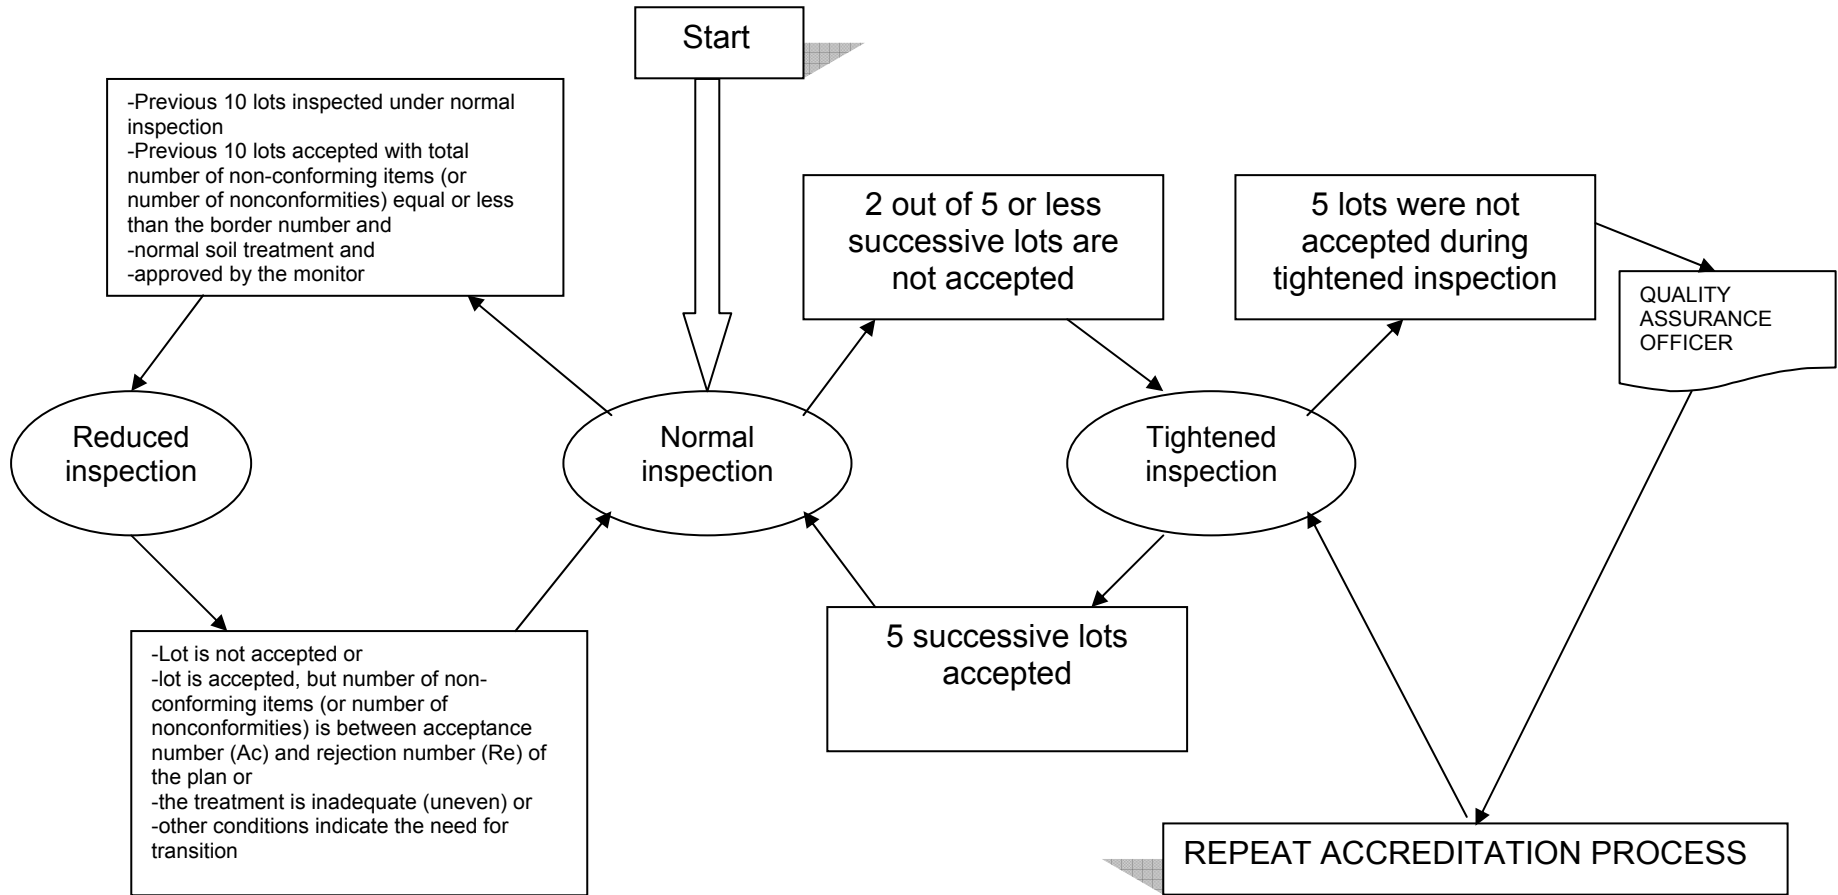 Start
-Previous 10 lots inspected under normal
inspection
-Previous 10 lots accepted with total
number of non-conforming items (or
number of nonconformities) equal or less
than the border number and
-normal soil treatment and
-approved by the monitor
2 out of 5 or less
successive lots are
not accepted
5 lots were not
accepted during
tightened inspection
QUALITY
ASSURANCE
OFFICER
Reduced
inspection
Normal
inspection
Tightened
inspection
-Lot is not accepted or
-lot is accepted, but number of non-
conforming items (or number of
nonconformities) is between acceptance
number (Ac) and rejection number (Re) of
the plan or
-the treatment is inadequate (uneven) or
-other conditions indicate the need for
transition
5 successive lots
accepted
REPEAT ACCREDITATION PROCESS